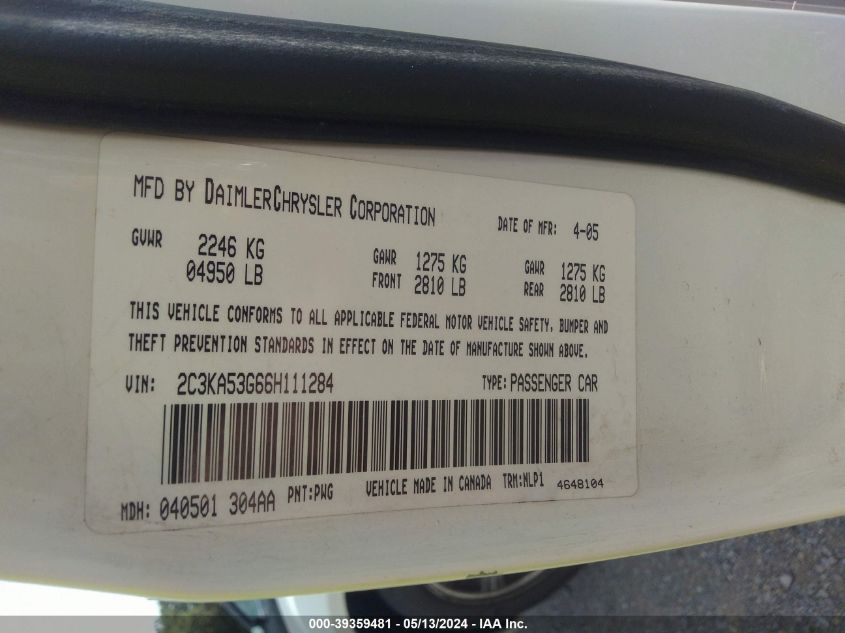 MFD BY DAIMLERCHRYSLER CORPORATION DATE OF MFR: 4-05
GVWR 2246 KG GAWR 1275 KG GAWR 1275 KG
04950 LB FRONT 2810 LB REAR 2810 LB
THIS VEHICLE CONFORMS TO ALL APPLICABLE FEDERAL MOTOR VEHICLE SAFETY, BUMPER AND
THEFT PREVENTION STANDARDS IN EFFECT ON THE DATE OF MANUFACTURE SHOWN ABOVE.
VIN: 2C3KA53G66H111284 TYPE: PASSENGER CAR
MDH: 040501 304AA PNT:PWG VEHICLE MADE IN CANADA TRM:NLP1 4648104
000-39359481 — 05/13/2024 — IAA Inc.